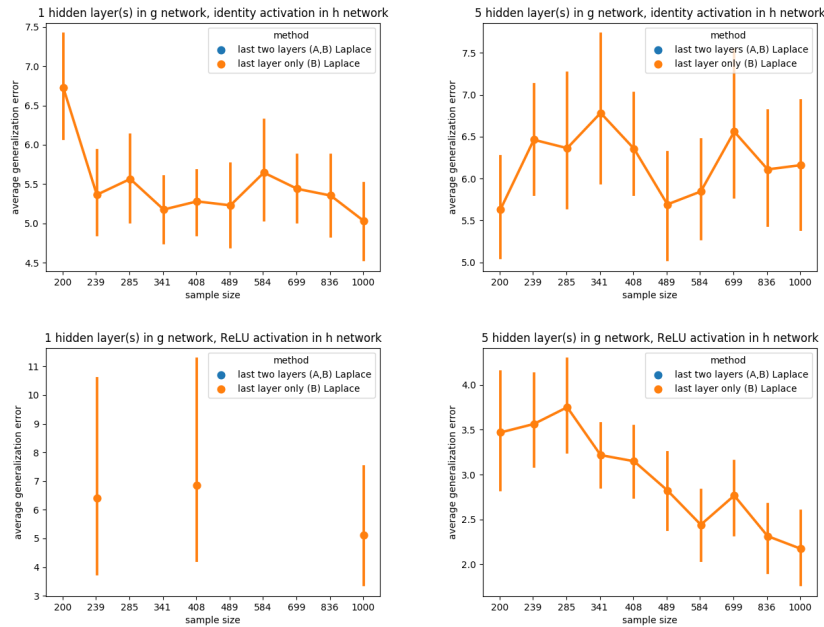 1 hidden layer(s) in g network, identity activation in h network
method
last two layers (A,B) Laplace
last layer only (B) Laplace
average generalization error
7.5
7.0
6.5
6.0
5.5
5.0
4.5
200 239 285 341 408 489 584 699 836 1000
sample size
5 hidden layer(s) in g network, identity activation in h network
method
last two layers (A,B) Laplace
last layer only (B) Laplace
average generalization error
7.5
7.0
6.5
6.0
5.5
5.0
200 239 285 341 408 489 584 699 836 1000
sample size
1 hidden layer(s) in g network, ReLU activation in h network
method
last two layers (A,B) Laplace
last layer only (B) Laplace
average generalization error
11
10
9
8
7
6
5
4
3
200 239 285 341 408 489 584 699 836 1000
sample size
5 hidden layer(s) in g network, ReLU activation in h network
method
last two layers (A,B) Laplace
last layer only (B) Laplace
average generalization error
4.0
3.5
3.0
2.5
2.0
200 239 285 341 408 489 584 699 836 1000
sample size